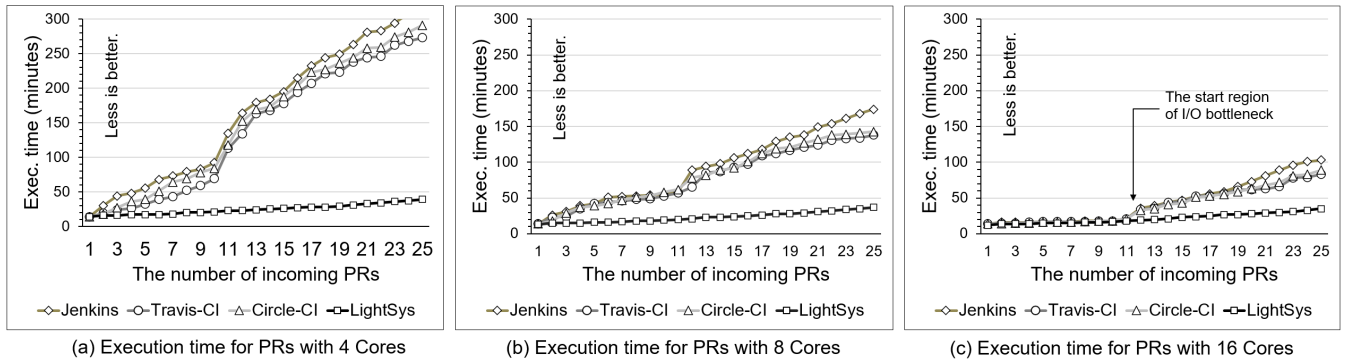 300
250
200
150
100
50
0
Exec. time (minutes)
Less is better.
1 3 5 7 9 11 13 15 17 19 21 23 25
The number of incoming PRs
Jenkins Travis-CI Circle-CI LightSys
(a) Execution time for PRs with 4 Cores
300
250
200
150
100
50
0
Exec. time (minutes)
Less is better.
1 3 5 7 9 11 13 15 17 19 21 23 25
The number of incoming PRs
Jenkins Travis-CI Circle-CI LightSys
(b) Execution time for PRs with 8 Cores
300
250
200
150
100
50
0
Exec. time (minutes)
Less is better.
The start region
of I/O bottleneck
1 3 5 7 9 11 13 15 17 19 21 23 25
The number of incoming PRs
Jenkins Travis-CI Circle-CI LightSys
(c) Execution time for PRs with 16 Cores